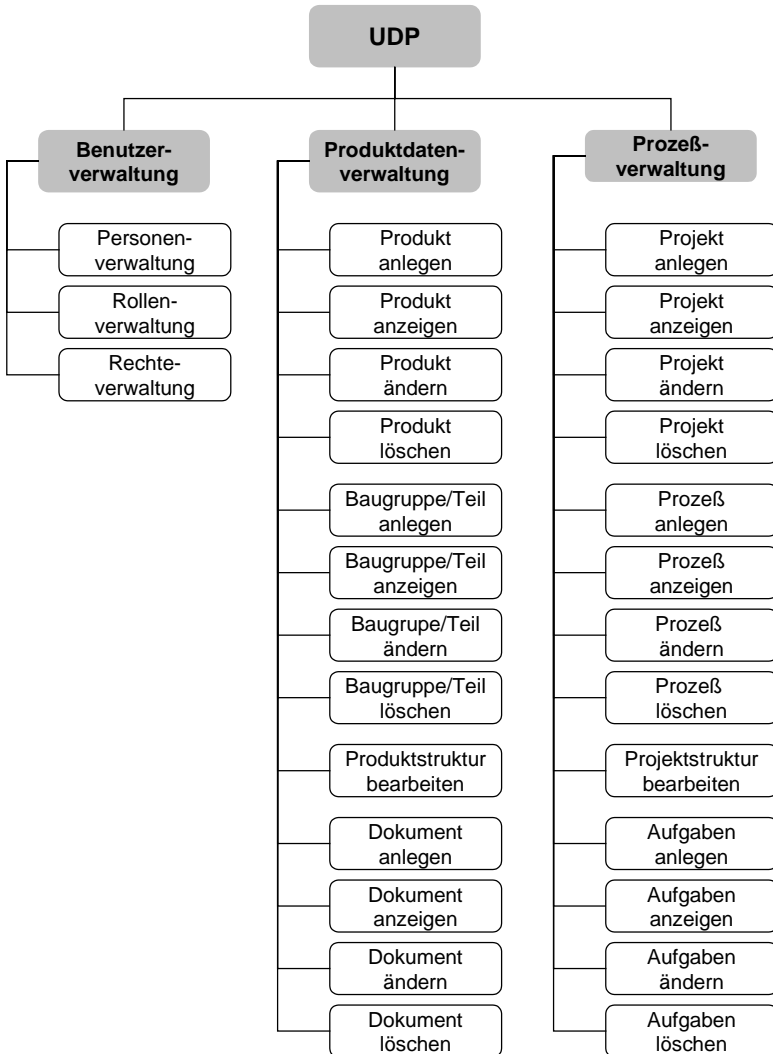 UDP
Benutzer-
verwaltung
Personen-
verwaltung
Rollen-
verwaltung
Rechte-
verwaltung
Produktdaten-
verwaltung
Produkt
anlegen
Produkt
anzeigen
Produkt
ändern
Produkt
löschen
Baugruppe/Teil
anlegen
Baugruppe/Teil
anzeigen
Baugrupe/Teil
ändern
Baugruppe/Teil
löschen
Produktstruktur
bearbeiten
Dokument
anlegen
Dokument
anzeigen
Dokument
ändern
Dokument
löschen
Prozeß-
verwaltung
Projekt
anlegen
Projekt
anzeigen
Projekt
ändern
Projekt
löschen
Prozeß
anlegen
Prozeß
anzeigen
Prozeß
ändern
Prozeß
löschen
Projektstruktur
bearbeiten
Aufgaben
anlegen
Aufgaben
anzeigen
Aufgaben
ändern
Aufgaben
löschen